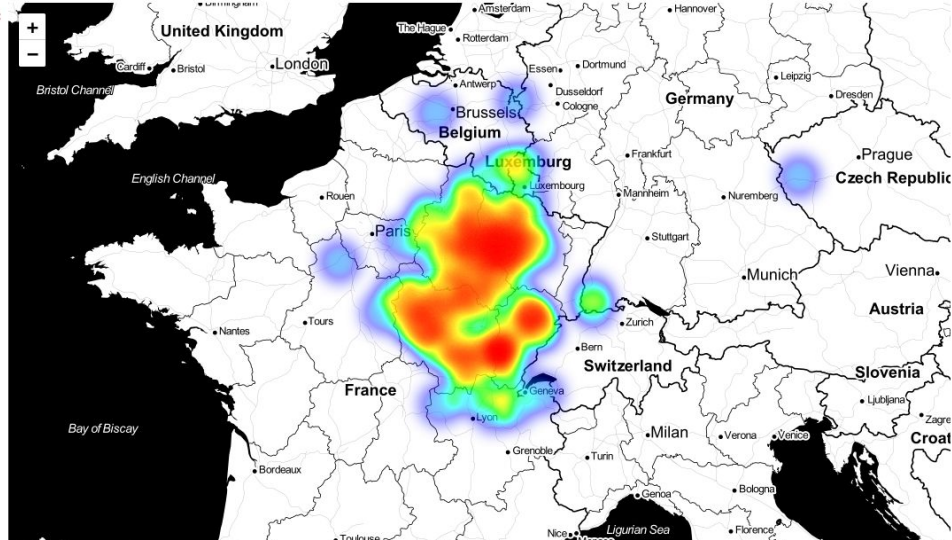 Birmingham
Amsterdam
Hannover
+
United Kingdom
The Hague
Rotterdam
−
Cardiff
Bristol
London
Essen
Dortmund
Leipzig
Bristol Channel
Antwerp
Dusseldorf
Cologne
Germany
Dresden
Brussels
Belgium
Frankfurt
Prague
Luxemburg
English Channel
Luxembourg
Czech Republic
Rouen
Mannheim
Nuremberg
Paris
Stuttgart
Munich
Vienna
Austria
Nantes
Tours
Zurich
Bern
Switzerland
Slovenia
France
Geneva
Ljubljana
Lyon
Zagre
Bay of Biscay
Milan
Verona
Venice
Croat
Grenoble
Turin
Bordeaux
Bologna
Genoa
Nice
Ligurian Sea
Florence
Toulouse